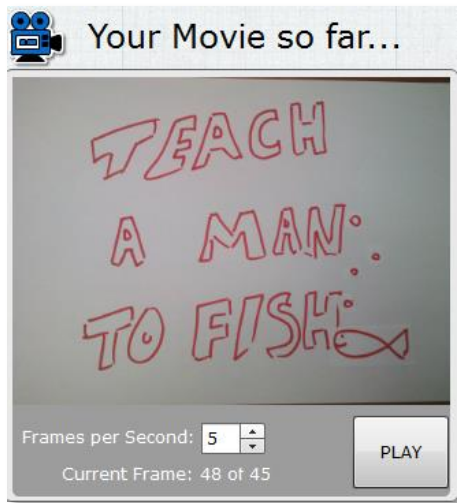 Your Movie so far...
TEACH
A MAN
TO FISH
Frames per Second: 5
Current Frame: 48 of 45
PLAY